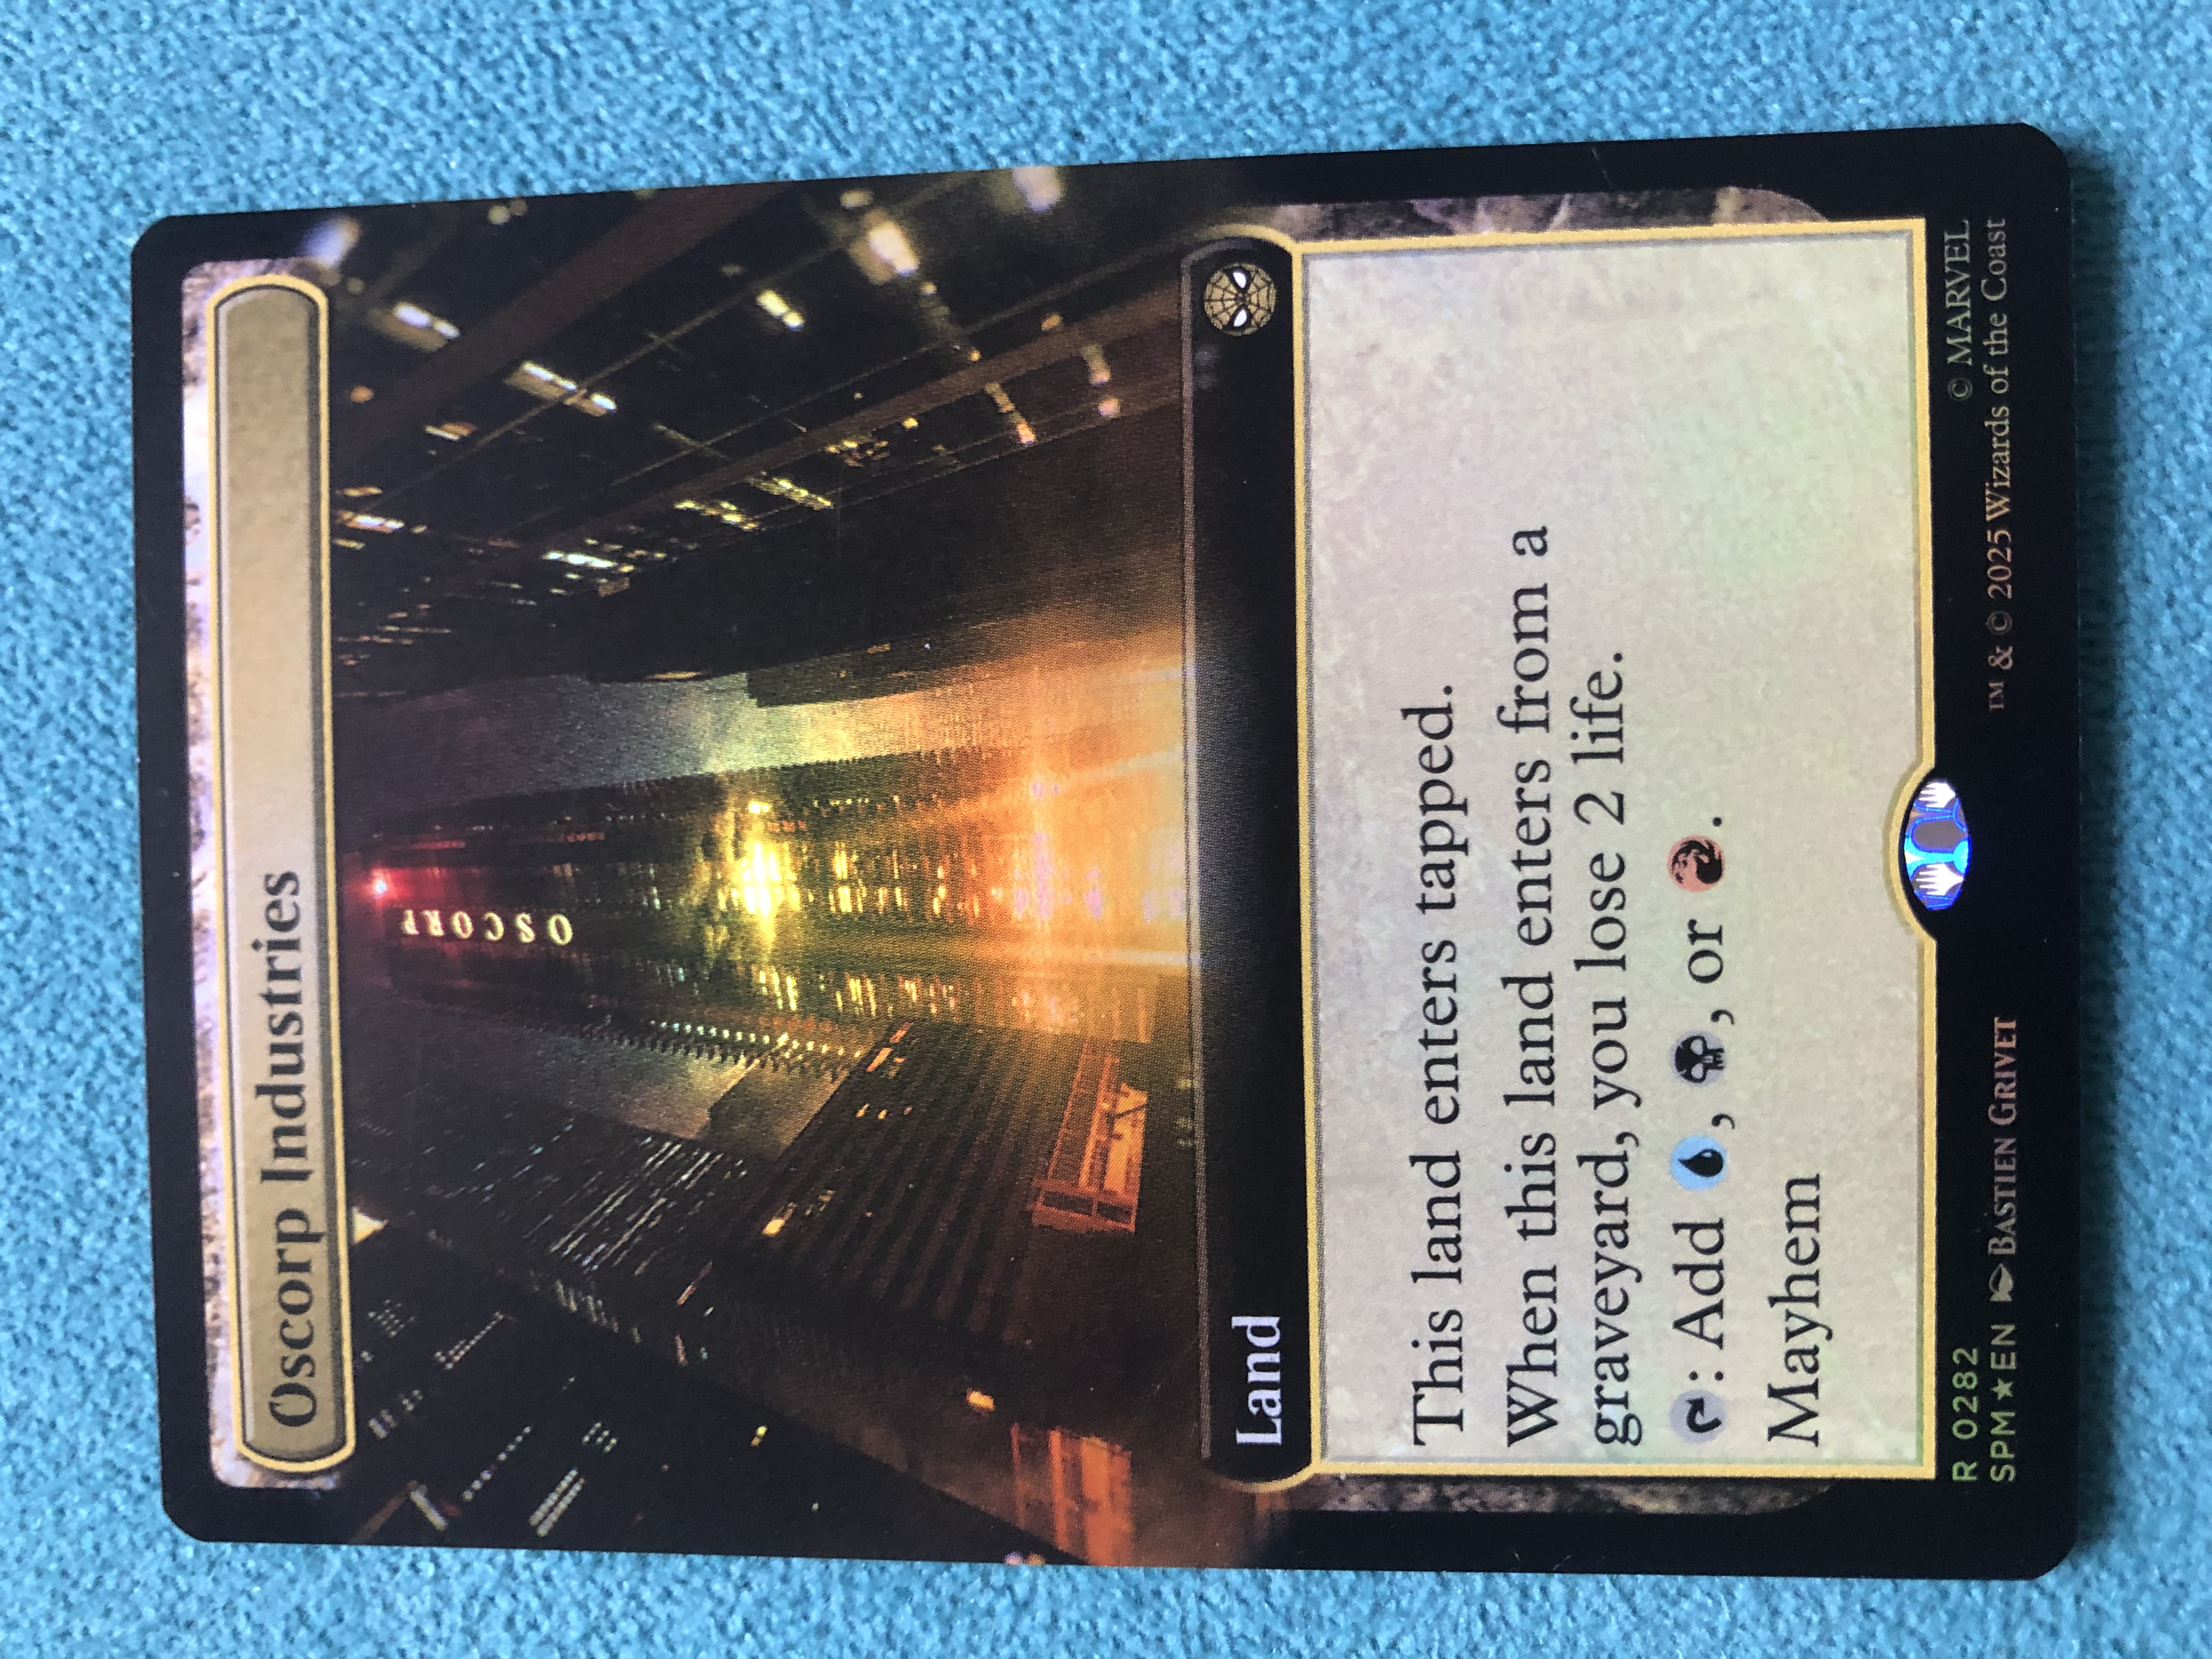 Oscorp Industries
OSCORP
Land
This land enters tapped.
When this land enters from a
graveyard, you lose 2 life.
: Add , , or .
Mayhem
R 0282
SPM★EN BASTIEN GRIVET
© MARVEL
™ & © 2025 Wizards of the Coast